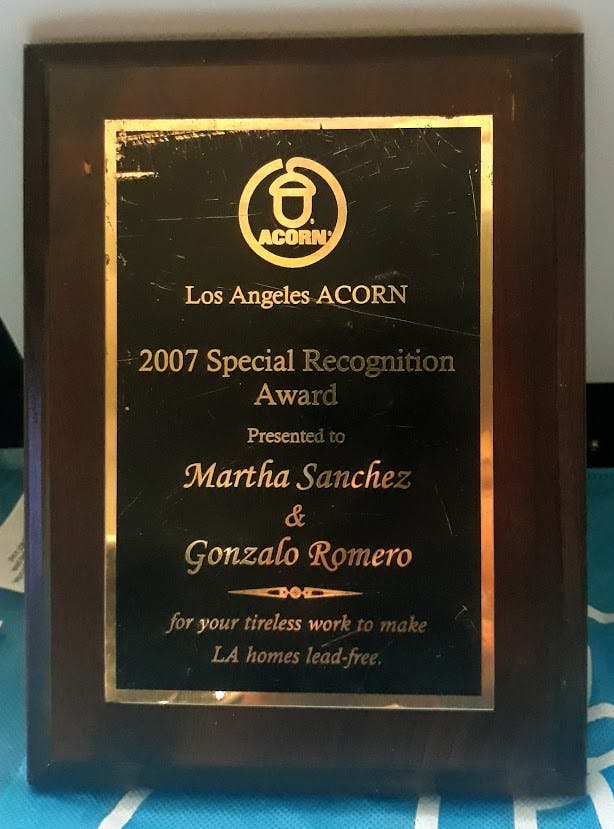 ACORN®
Los Angeles ACORN
2007 Special Recognition
Award
Presented to
Martha Sanchez
&
Gonzalo Romero
for your tireless work to make
LA homes lead-free.